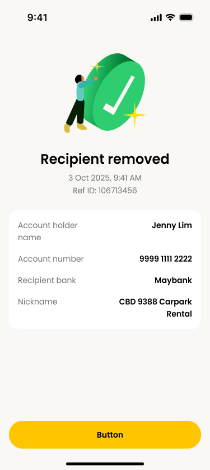 9:41
Recipient removed
3 Oct 2025, 9:41 AM
Ref ID: 106713456
Account holder name
Jenny Lim
Account number
9999 1111 2222
Recipient bank
Maybank
Nickname
CBD 9388 Carpark
Rental
Button